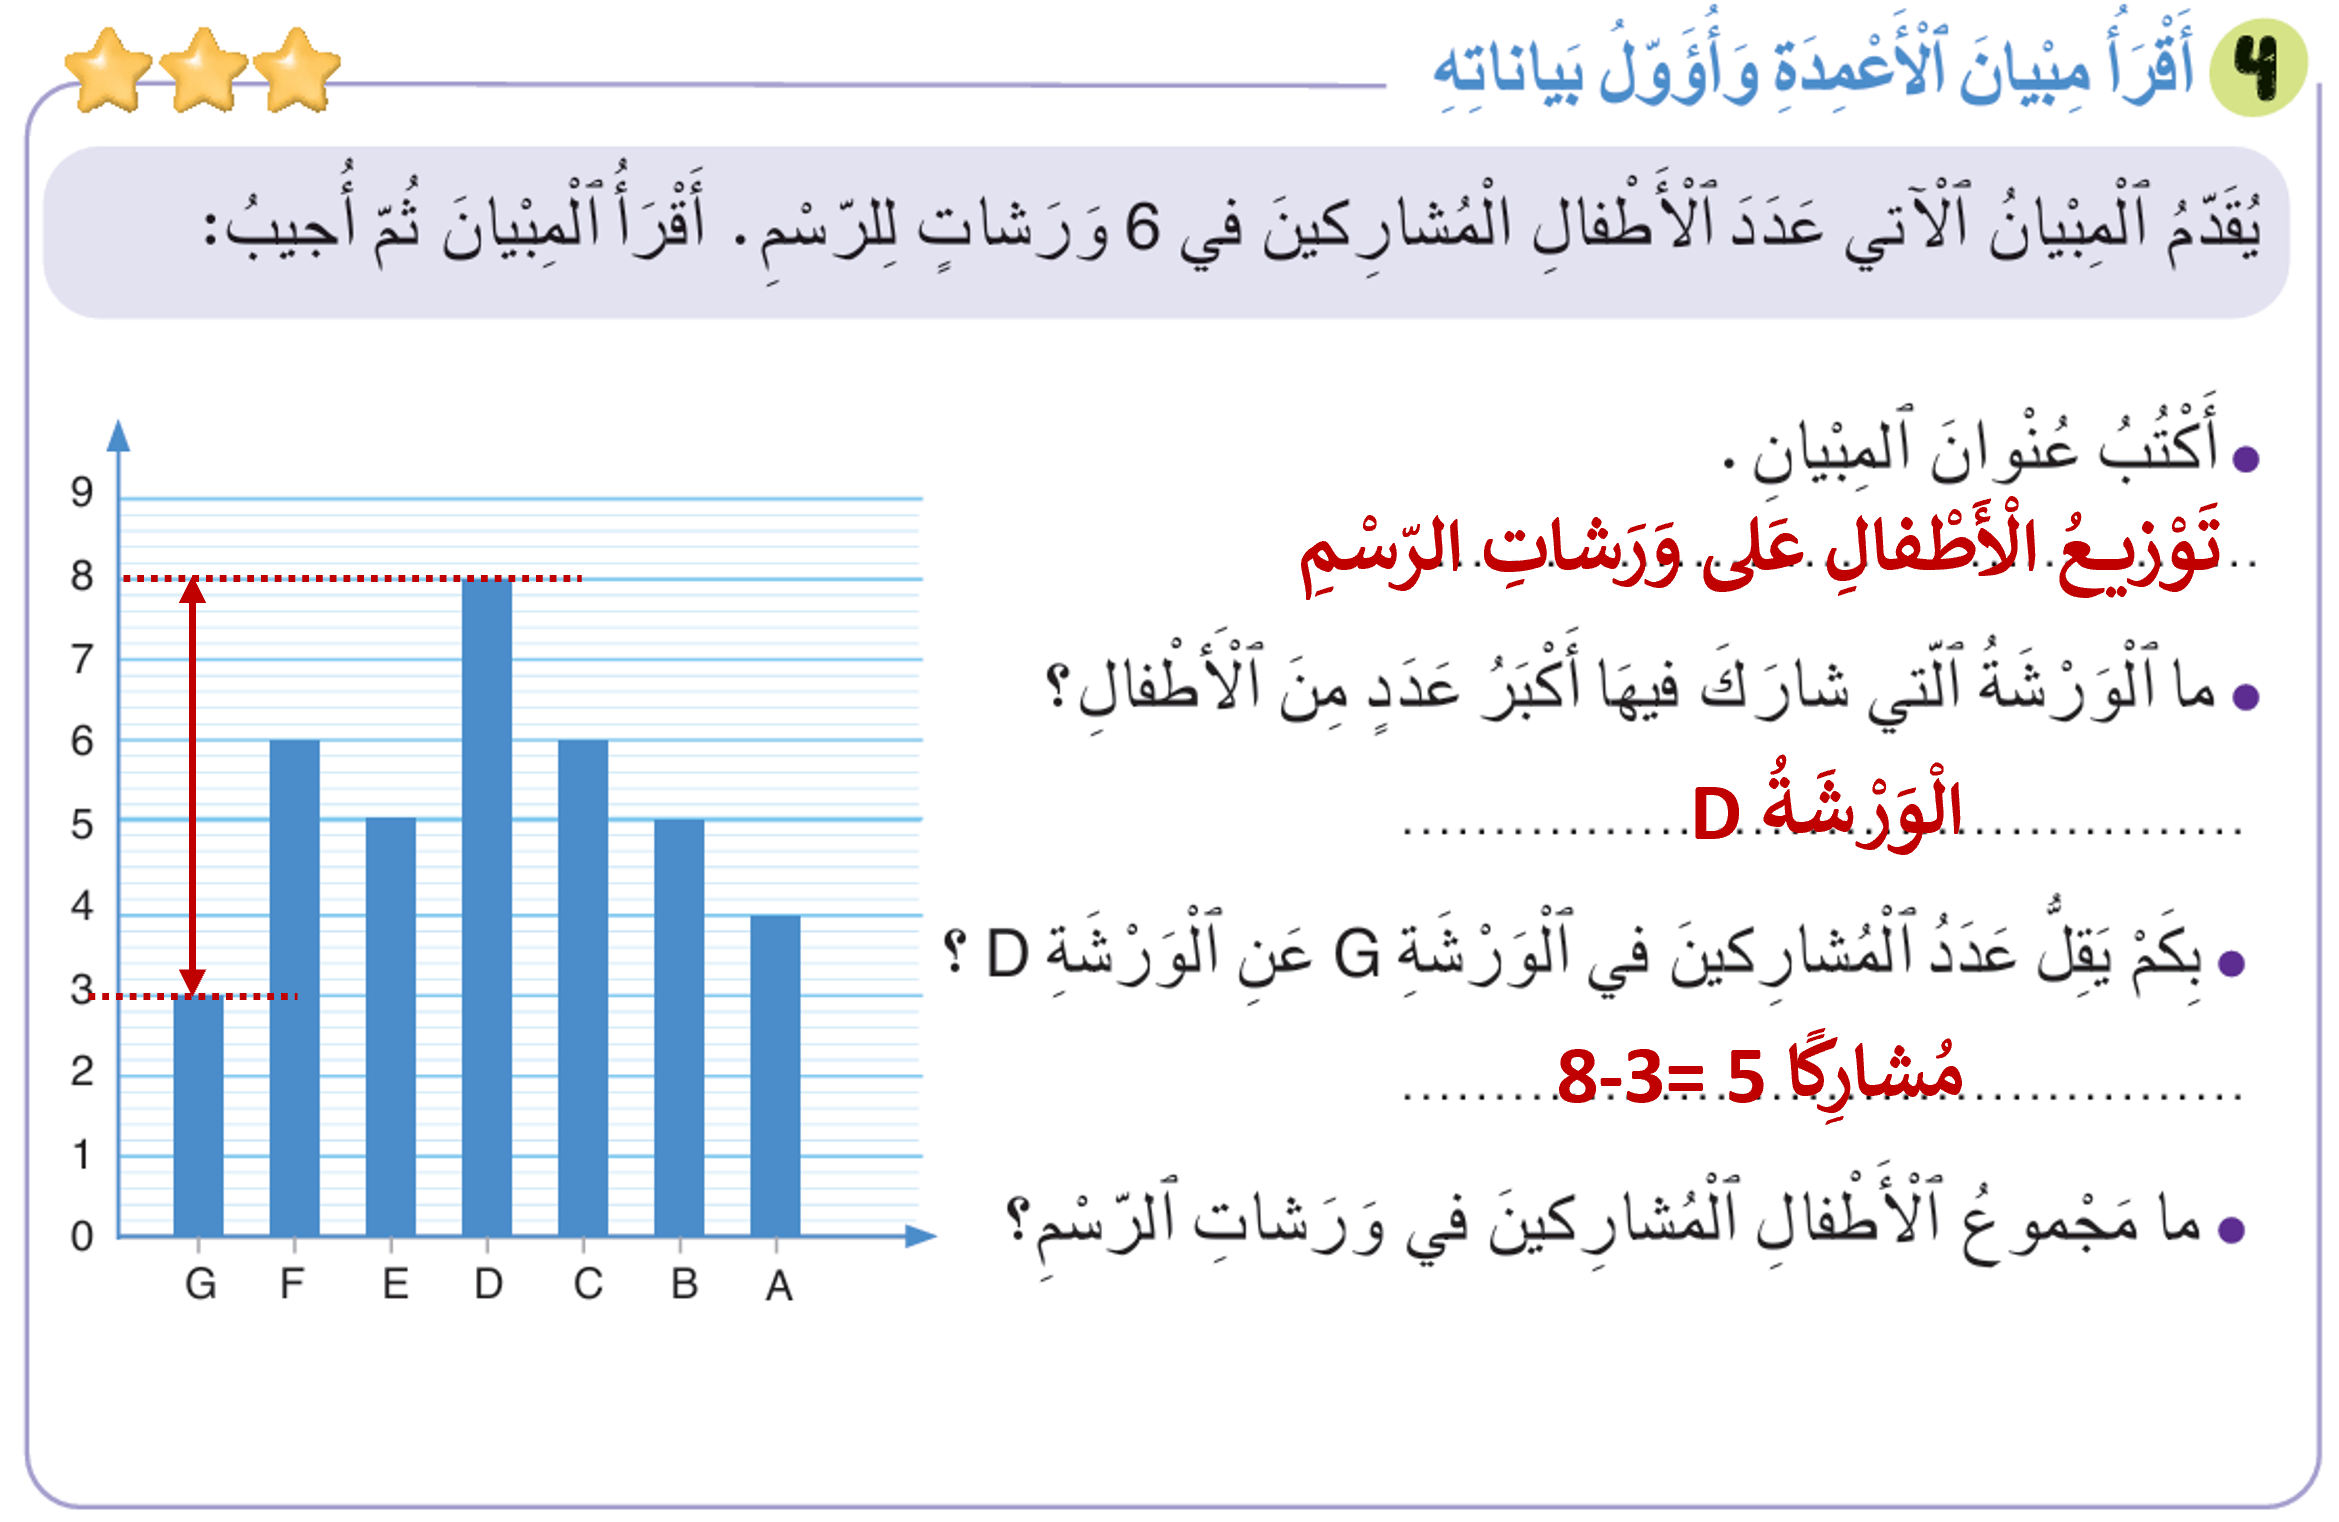 4 أَقْرَأُ مِبْيانَ ٱلْأَعْمِدَةِ وَأُؤَوِّلُ بَياناتِهِ
يُقَدِّمُ ٱلْمِبْيانُ ٱلْآتي عَدَدَ ٱلْأَطْفالِ الْمُشارِكينَ في 6 وَرَشاتٍ لِلرّسْمِ. أَقْرَأُ ٱلْمِبْيانَ ثُمّ أُجيبُ:
• أَكْتُبُ عُنْوانَ ٱلمِبْيانِ.
تَوْزيعُ الْأَطْفالِ عَلى وَرَشاتِ الرّسْمِ
• ما ٱلْوَرْشَةُ ٱلّتي شارَكَ فيهَا أَكْبَرُ عَدَدٍ مِنَ ٱلْأَطْفالِ؟
الْوَرْشَةُ D
• بِكَمْ يَقِلُّ عَدَدُ ٱلْمُشارِكينَ في ٱلْوَرْشَةِ G عَنِ ٱلْوَرْشَةِ D ؟
8-3= 5 مُشارِكًا
• ما مَجْموعُ ٱلْأَطْفالِ ٱلْمُشارِكينَ في وَرَشاتِ ٱلرّسْمِ؟
9
8
7
6
5
4
3
2
1
0
G F E D C B A